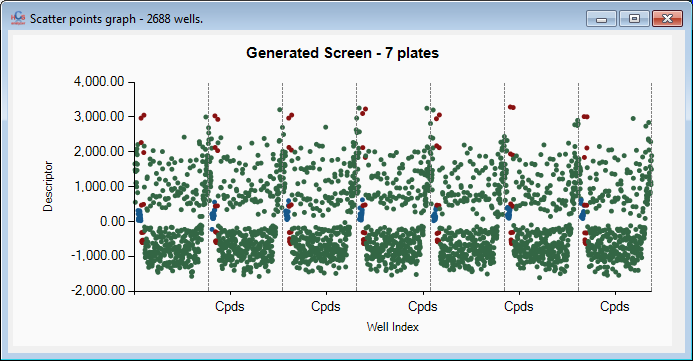 Scatter points graph - 2688 wells.
Generated Screen - 7 plates
4,000.00
3,000.00
2,000.00
1,000.00
0.00
-1,000.00
-2,000.00
Descriptor
Cpds Cpds Cpds Cpds Cpds
Well Index